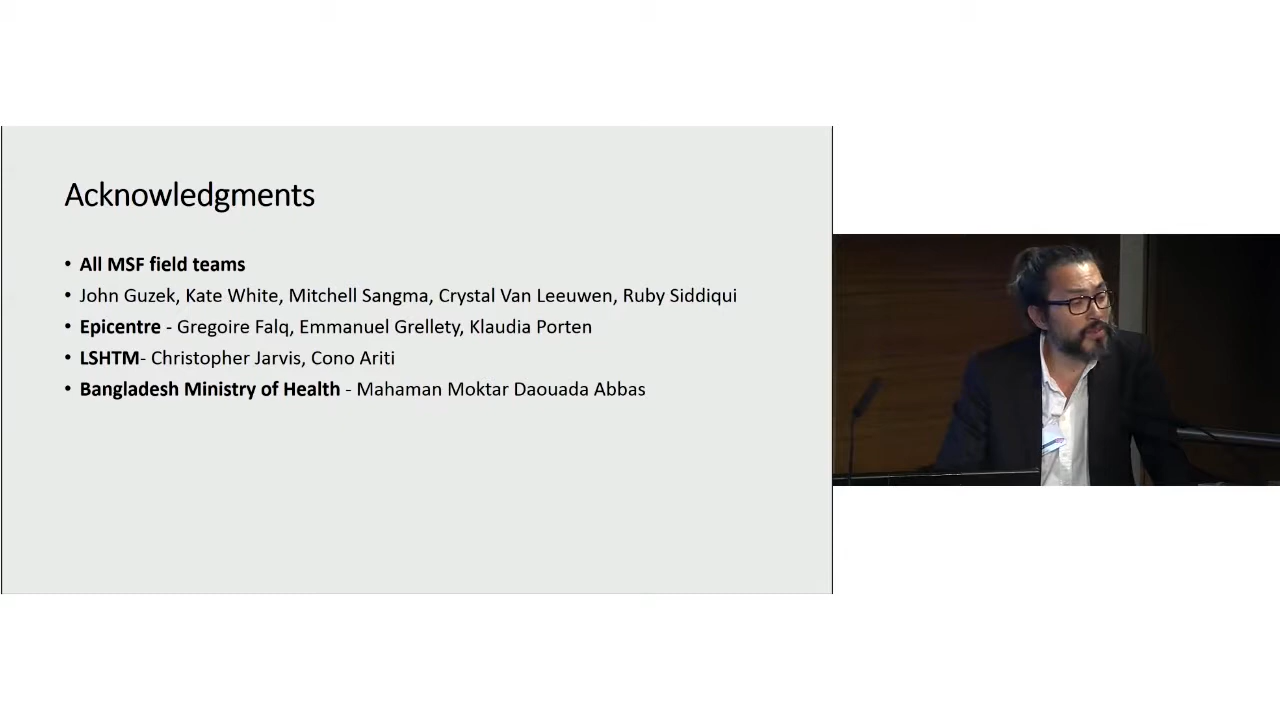 Acknowledgments
• All MSF field teams
• John Guzek, Kate White, Mitchell Sangma, Crystal Van Leeuwen, Ruby Siddiqui
• Epicentre - Gregoire Falq, Emmanuel Grellety, Klaudia Porten
• LSHTM- Christopher Jarvis, Cono Ariti
• Bangladesh Ministry of Health - Mahaman Moktar Daouada Abbas